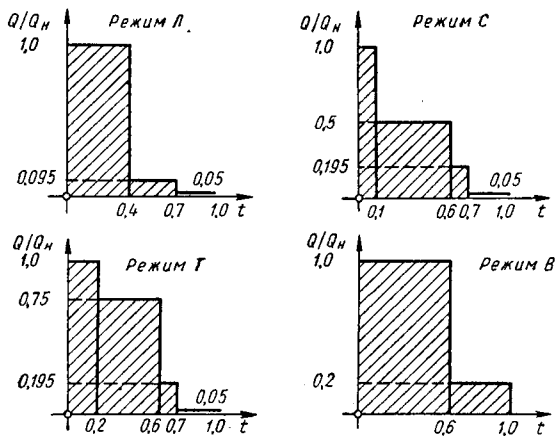 Q/Qн Режим Л
1,0
0,095
0,05
0,4 0,7 1,0 t
Q/Qн Режим С
1,0
0,5
0,195
0,05
0,1 0,6 0,7 1,0 t
Q/Qн Режим Т
1,0
0,75
0,195
0,05
0,2 0,6 0,7 1,0 t
Q/Qн Режим В
1,0
0,2
0,6 1,0 t